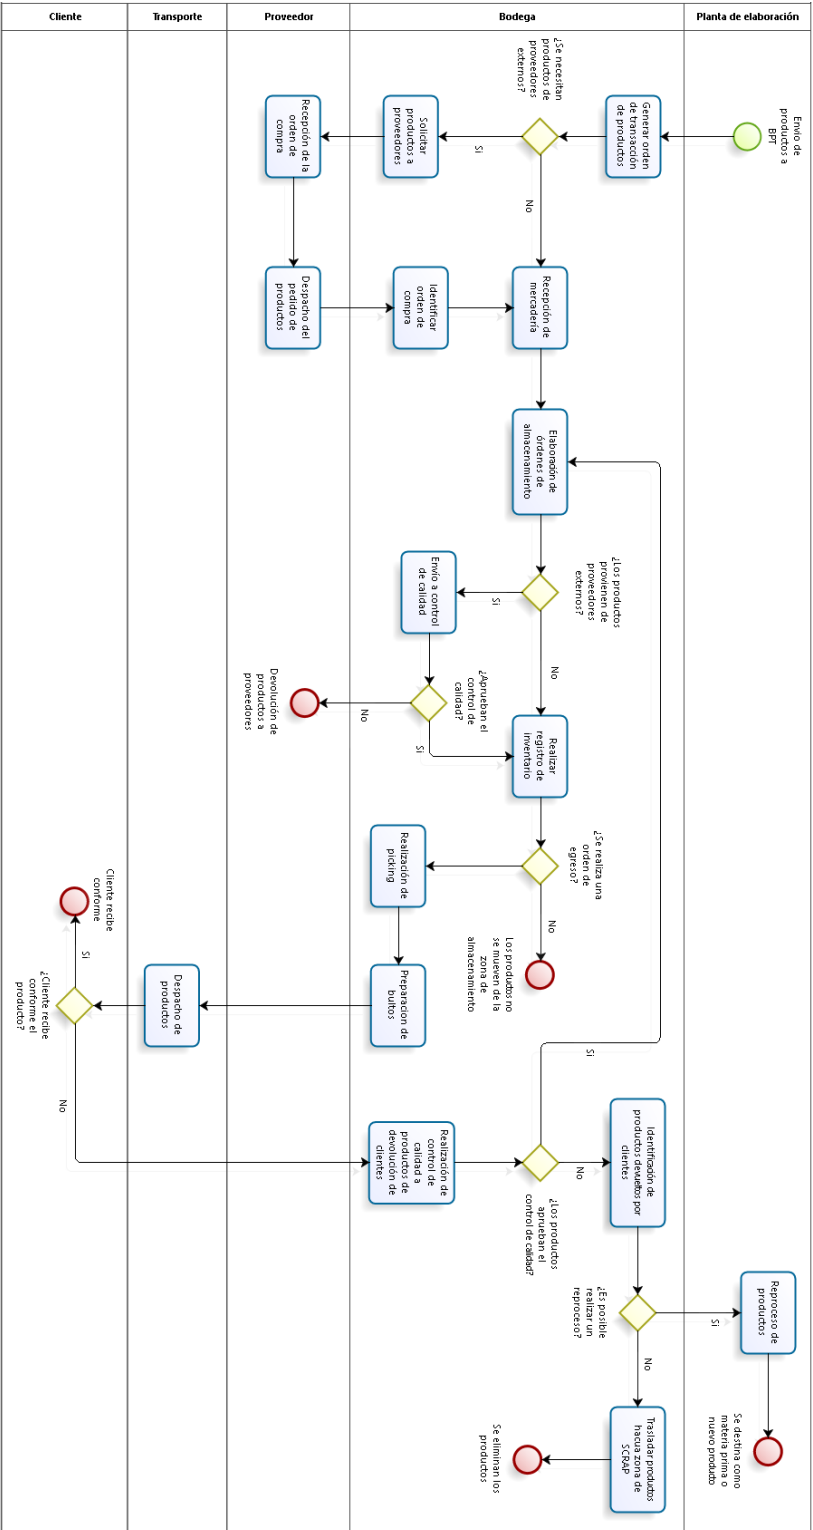 Cliente
Transporte
Proveedor
Bodega
Planta de elaboración
Envío de
productos a
BPT
Generar orden
de transacción
de productos
¿Se necesitan
productos de
proveedores
externos?
Si
No
Solicitar
productos a
proveedores
Recepción de la
orden de
compra
Despacho del
pedido de
productos
Identificar
orden de
compra
Recepción de
mercadería
Elaboración de
órdenes de
almacenamiento
¿Los productos
provienen de
proveedores
externos?
Si
No
Envío a control
de calidad
¿Aprueban el
control de
calidad?
No
Si
Devolución de
productos a
proveedores
Realizar
registro de
inventario
¿Se realiza una
orden de
egreso?
No
Los productos no
se mueven de la
zona de
almacenamiento
Realización de
picking
Preparacion de
bultos
Despacho de
productos
¿Cliente recibe
conforme el
producto?
Si
Cliente recibe
conforme
No
Realización de
control de
calidad a
productos de
devolución de
clientes
¿Los productos
aprueban el
control de calidad?
Si
No
Identificación de
productos devueltos por
clientes
¿Es posible
realizar un
reproceso?
Si
No
Reproceso de
productos
Se destina como
materia prima o
nuevo producto
Trasladar productos
hacua zona de
SCRAP
Se eliminan los
productos